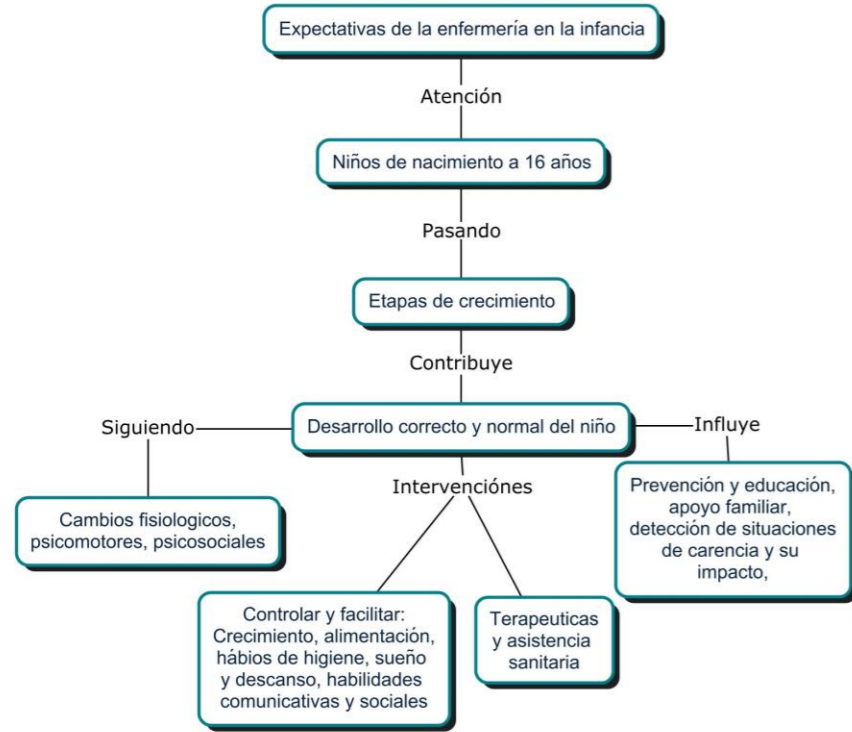 Expectativas de la enfermería en la infancia
Atención
Niños de nacimiento a 16 años
Pasando
Etapas de crecimiento
Contribuye
Desarrollo correcto y normal del niño
Siguiendo
Cambios fisiologicos,
psicomotores, psicosociales
Intervenciónes
Controlar y facilitar:
Crecimiento, alimentación,
hábios de higiene, sueño
y descanso, habilidades
comunicativas y sociales
Terapeuticas
y asistencia
sanitaria
Influye
Prevención y educación,
apoyo familiar,
detección de situaciones
de carencia y su
impacto,